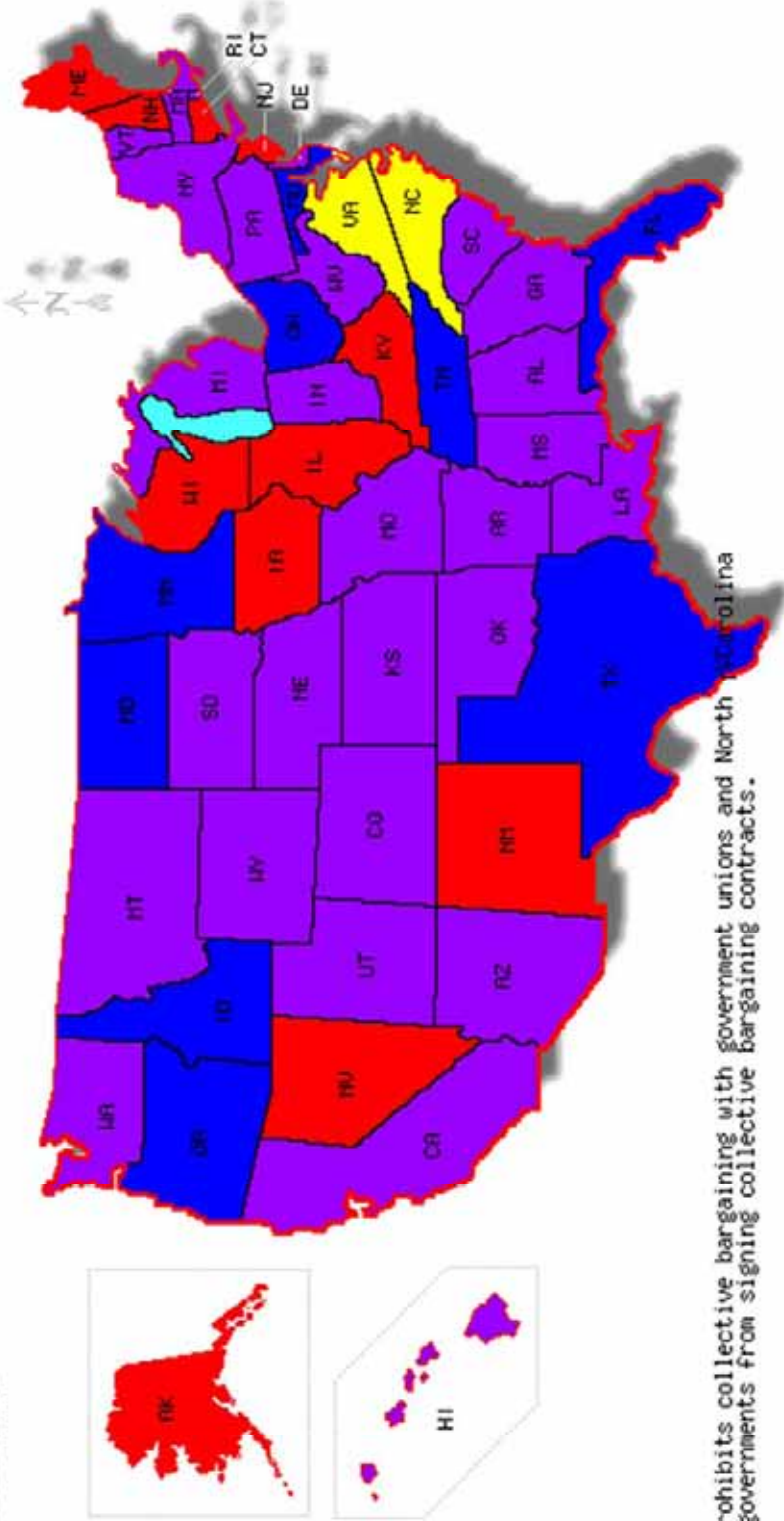 ME
VT
NH
RI
CT
NY
NJ
DE
PA
VA
NC
WV
SC
GA
FL
OH
KY
TN
AL
MI
IN
MS
WI
IL
LA
MN
IA
MO
AR
SD
NE
KS
OK
TX
MT
WY
CO
NM
ID
UT
AZ
WA
OR
NV
CA
AK
HI
rohibits collective bargaining with government unions and North Carolina
governments from signing collective bargaining contracts.